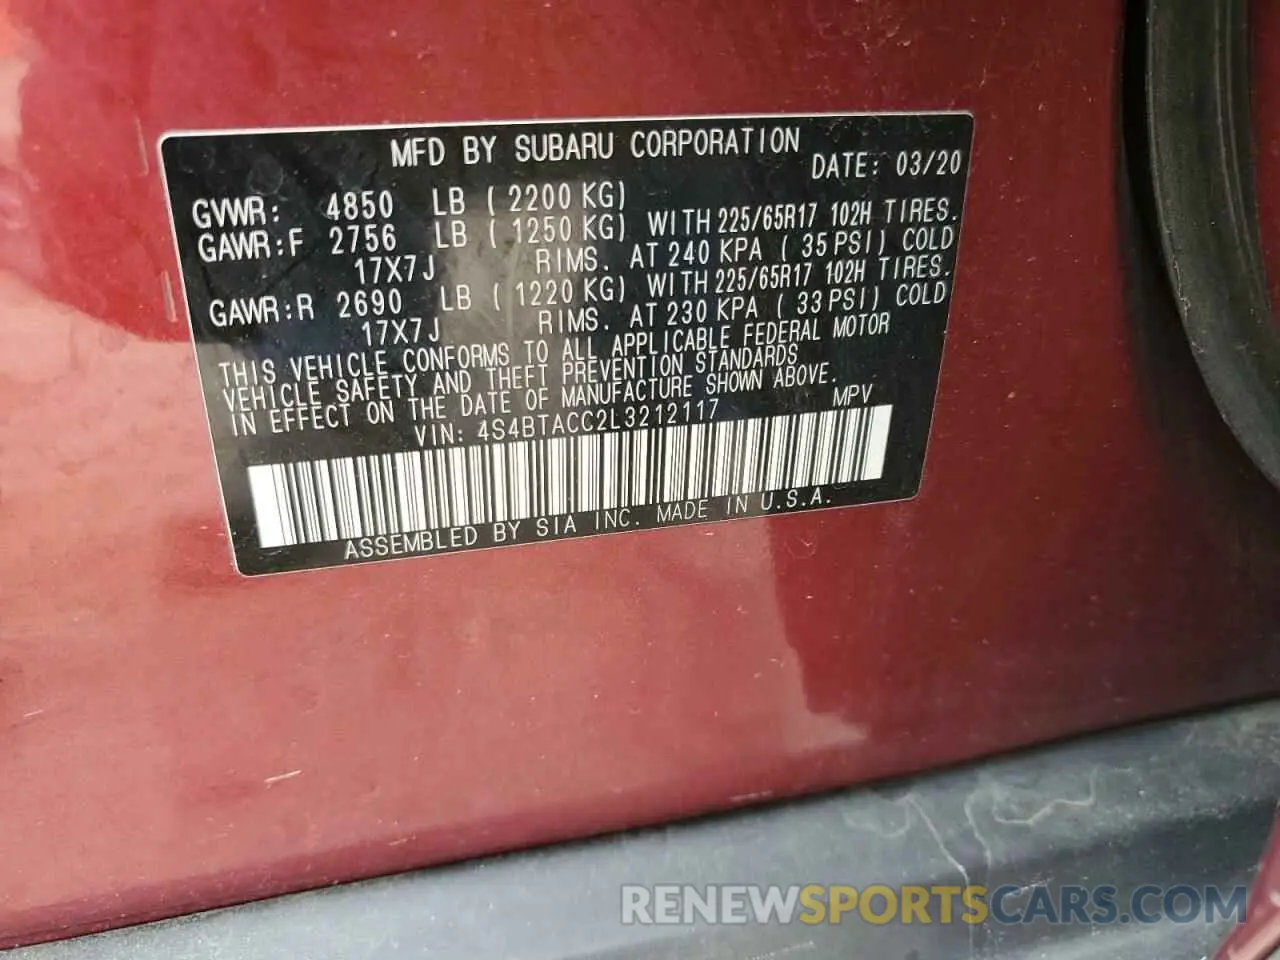 MFD BY SUBARU CORPORATION
DATE: 03/20
GVWR: 4850 LB ( 2200 KG)
GAWR:F 2756 LB ( 1250 KG) WITH 225/65R17 102H TIRES.
17X7J RIMS. AT 240 KPA ( 35 PSI) COLD
GAWR:R 2690 LB ( 1220 KG) WITH 225/65R17 102H TIRES.
17X7J RIMS. AT 230 KPA ( 33 PSI) COLD
THIS VEHICLE CONFORMS TO ALL APPLICABLE FEDERAL MOTOR
VEHICLE SAFETY AND THEFT PREVENTION STANDARDS
IN EFFECT ON THE DATE OF MANUFACTURE SHOWN ABOVE.
VIN: 4S4BTACC2L3212117 MPV
ASSEMBLED BY SIA INC. MADE IN U.S.A.
RENEWSPORTSCARS.COM